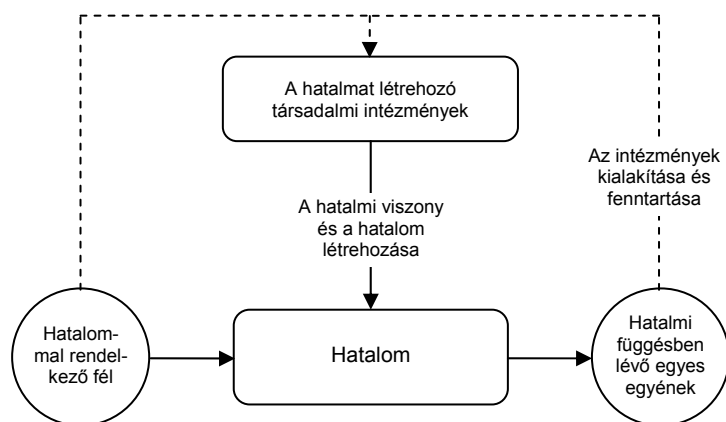 A hatalmat létrehozó
társadalmi intézmények
Az intézmények
kialakítása és
fenntartása
A hatalmi viszony
és a hatalom
létrehozása
Hatalom-
mal rendel-
kező fél
Hatalom
Hatalmi
függésben
lévő egyes
egyének